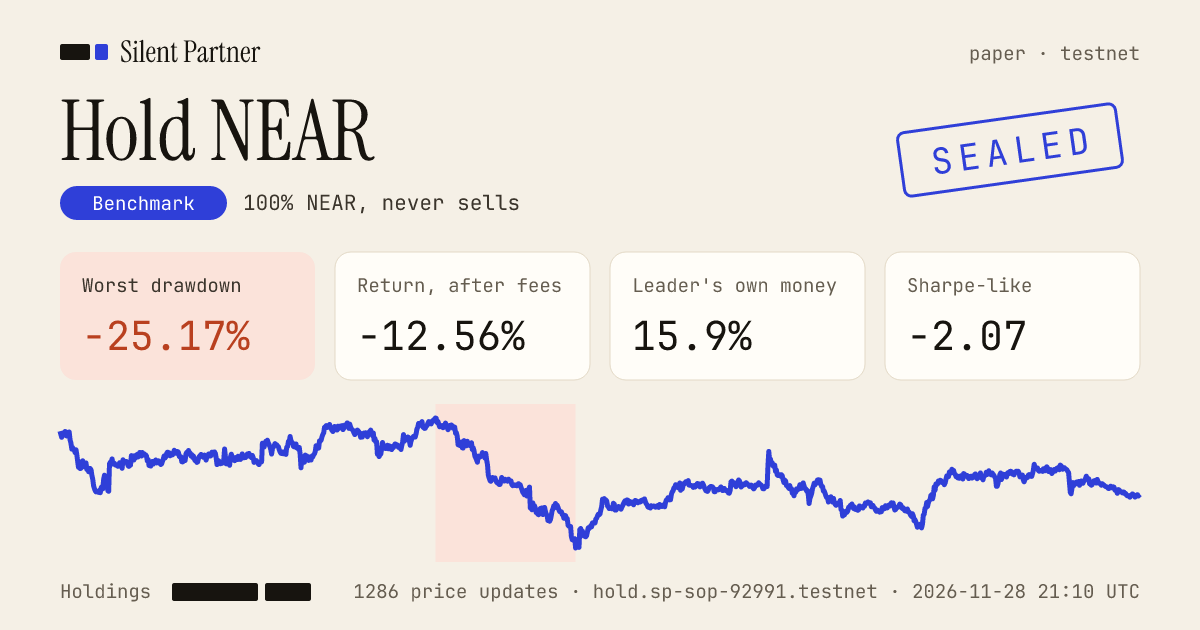 Silent Partner
paper · testnet
Hold NEAR
SEALED
Benchmark
100% NEAR, never sells
Worst drawdown
-25.17%
Return, after fees
-12.56%
Leader's own money
15.9%
Sharpe-like
-2.07
Holdings
1286 price updates · hold.sp-sop-92991.testnet · 2026-11-28 21:10 UTC